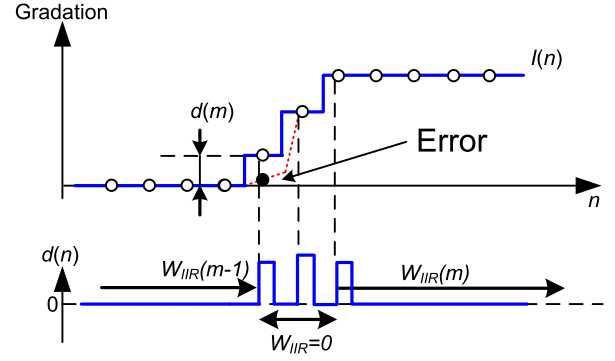 Gradation
I(n)
d(m)
Error
n
d(n)
W_IIR(m-1)
W_IIR(m)
0
W_IIR=0